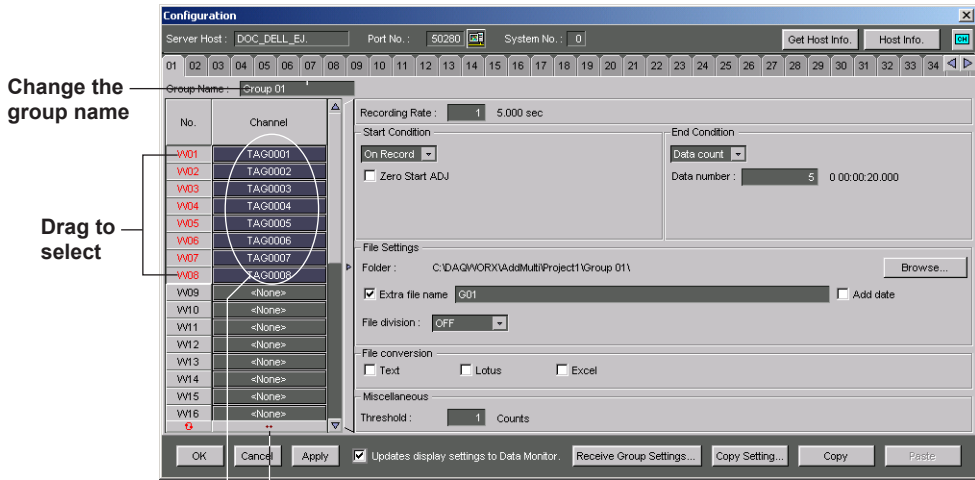 Configuration
Server Host : DOC_DELL_EJ. Port No. : 50280 System No. : 0 Get Host Info. Host Info. CH
01 02 03 04 05 06 07 08 09 10 11 12 13 14 15 16 17 18 19 20 21 22 23 24 25 26 27 28 29 30 31 32 33 34
Change the
group name
Group Name : Group 01
No. Channel
W01 TAG0001
W02 TAG0002
W03 TAG0003
W04 TAG0004
W05 TAG0005
W06 TAG0006
W07 TAG0007
W08 TAG0008
W09 <None>
W10 <None>
W11 <None>
W12 <None>
W13 <None>
W14 <None>
W15 <None>
W16 <None>
Drag to
select
Recording Rate : 1 5.000 sec
Start Condition
On Record
Zero Start ADJ
End Condition
Data count
Data number : 5 0 00:00:20.000
File Settings
Folder : C:\DAQWORX\AddMulti\Project1\Group 01\ Browse...
Extra file name G01 Add date
File division : OFF
File conversion
Text Lotus Excel
Miscellaneous
Threshold : 1 Counts
OK Cancel Apply Updates display settings to Data Monitor. Receive Group Settings... Copy Setting... Copy Paste